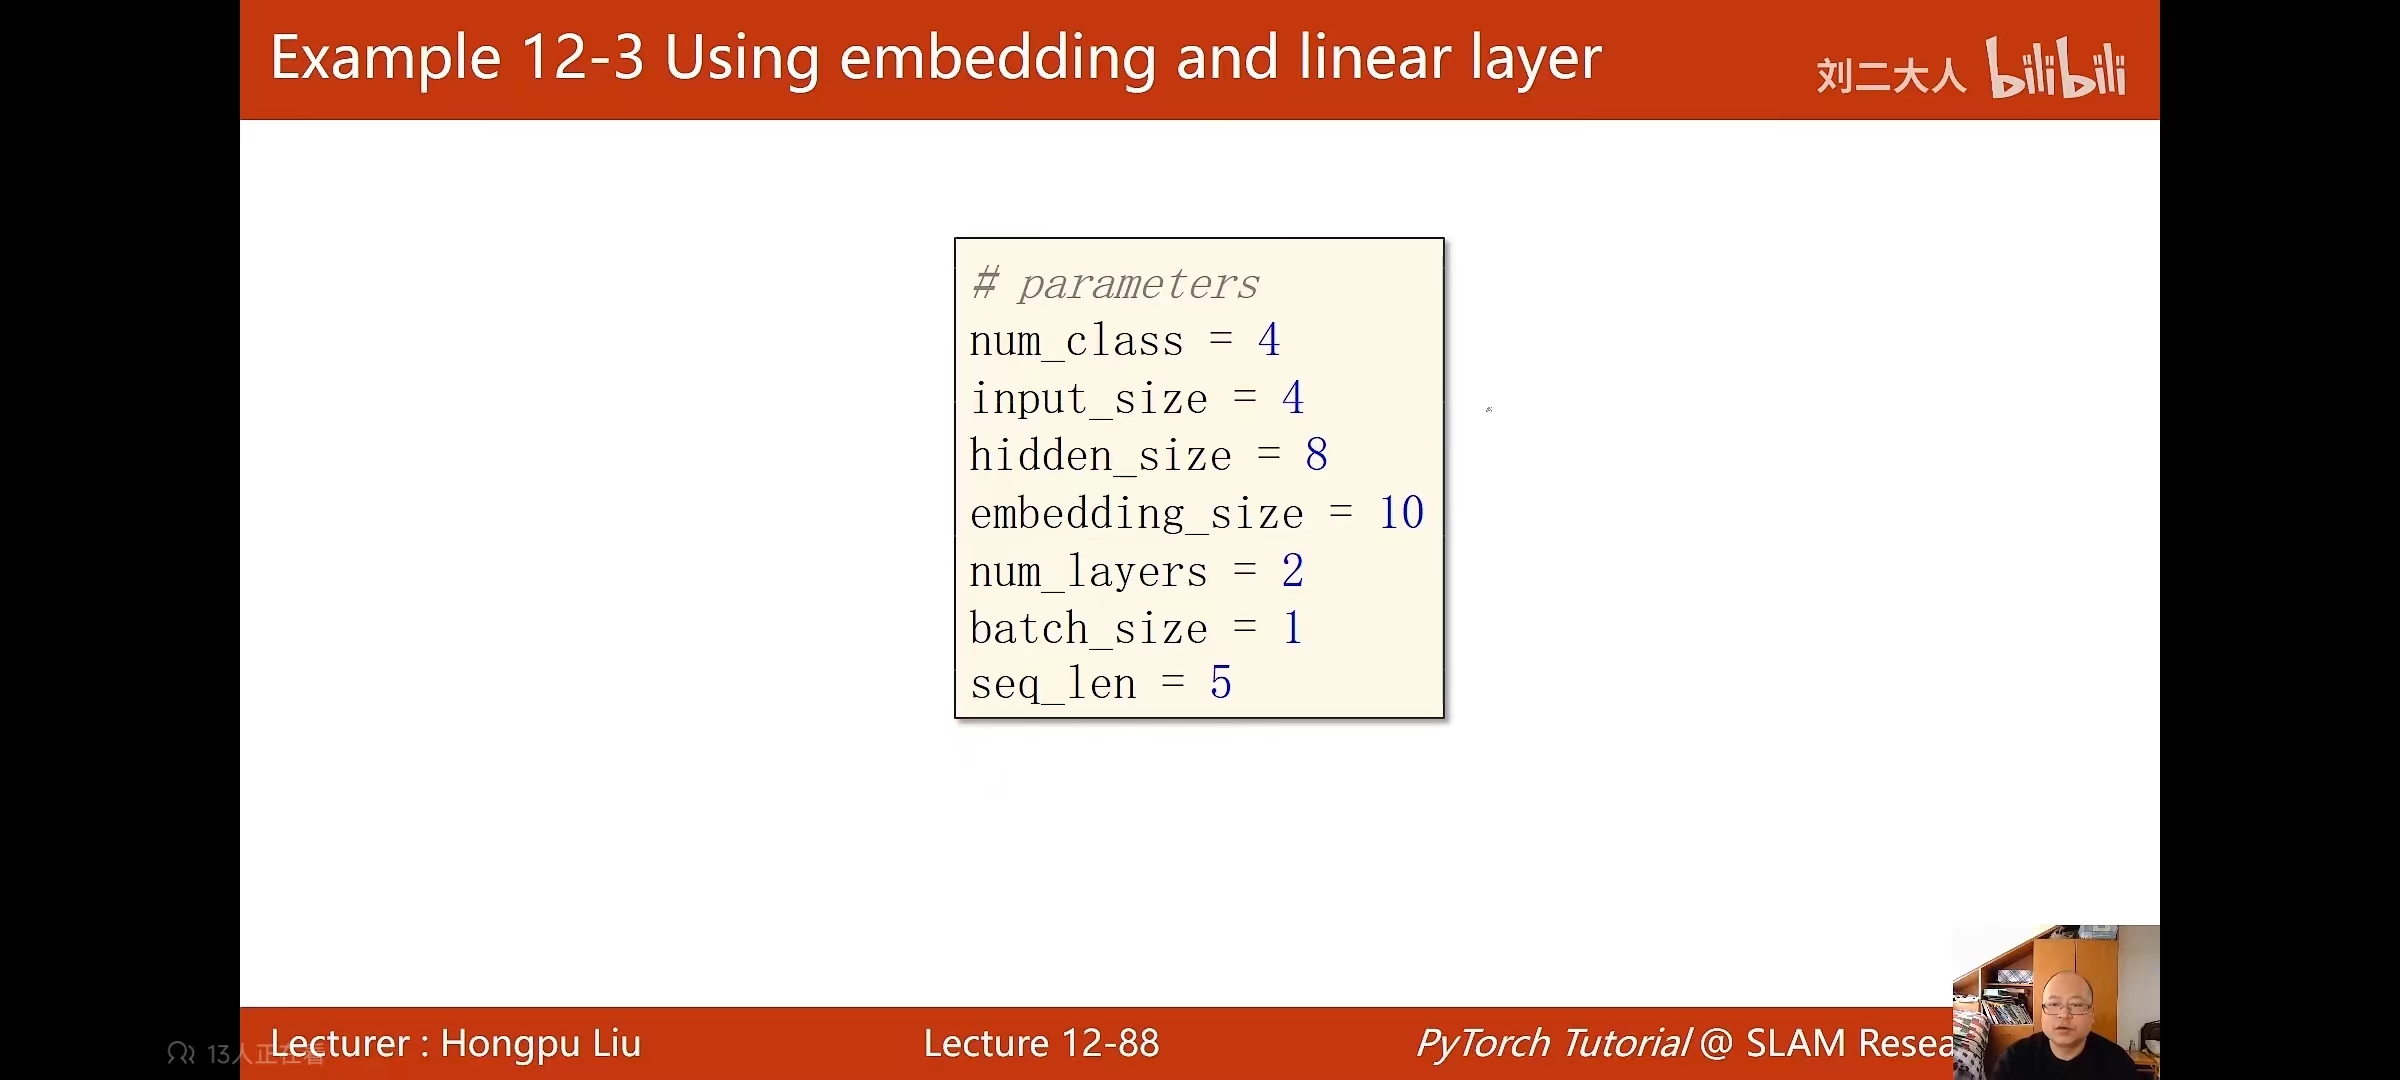 Example 12-3 Using embedding and linear layer
刘二大人 bilibili
# parameters
num_class = 4
input_size = 4
hidden_size = 8
embedding_size = 10
num_layers = 2
batch_size = 1
seq_len = 5
Lecturer : Hongpu Liu
Lecture 12-88
PyTorch Tutorial @ SLAM Resea
13人正在看